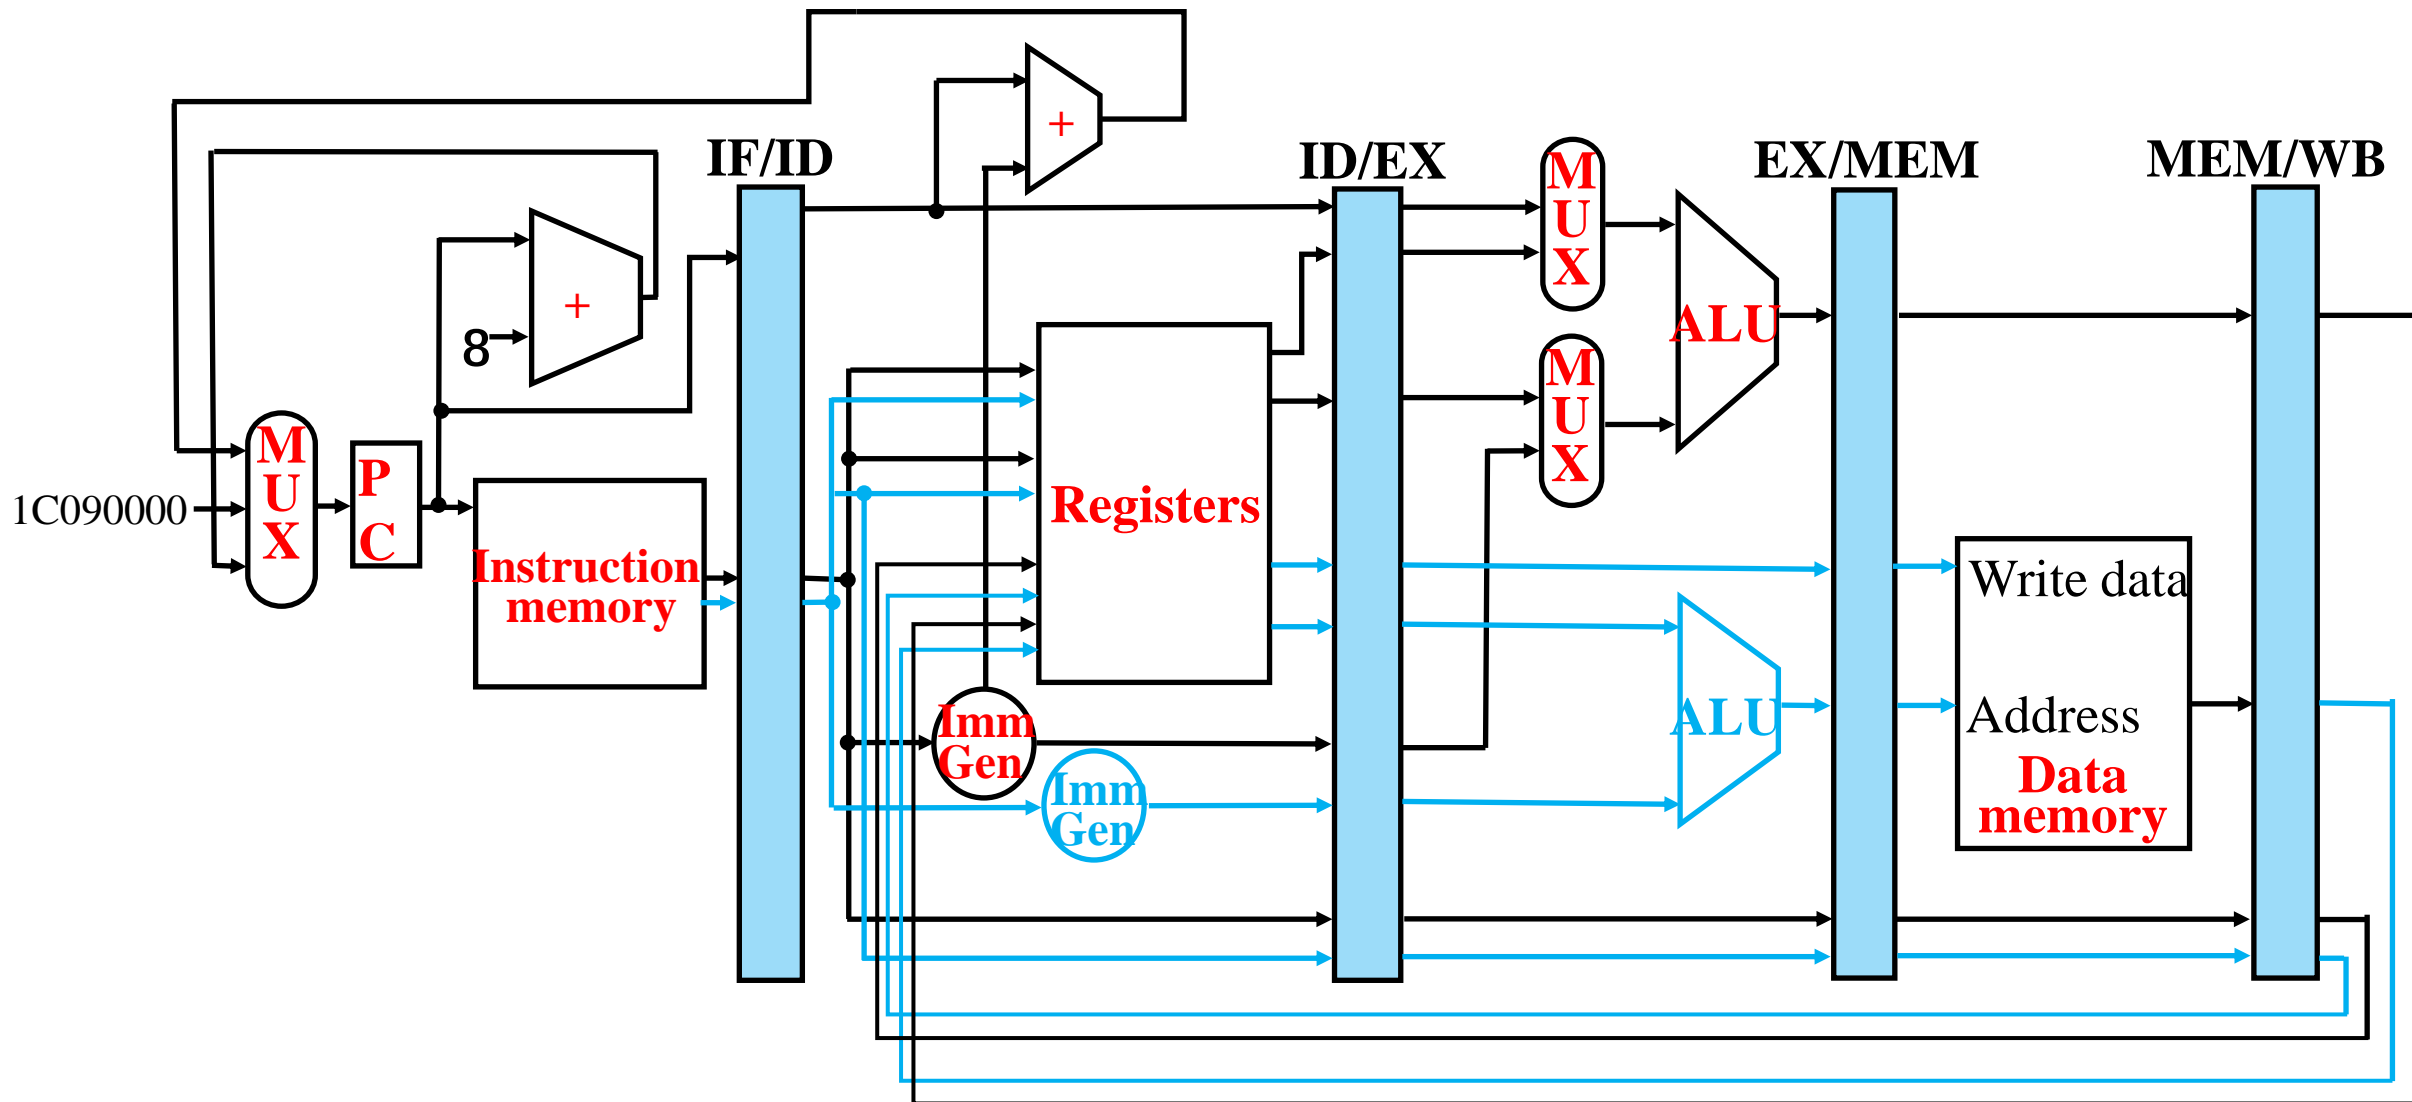 +
IF/ID
ID/EX
EX/MEM
MEM/WB
M
U
X
+
8
ALU
M
U
X
M
U
X
P
C
1C090000
Registers
Instruction
memory
Write data
Address
Data
memory
ALU
Imm
Gen
Imm
Gen